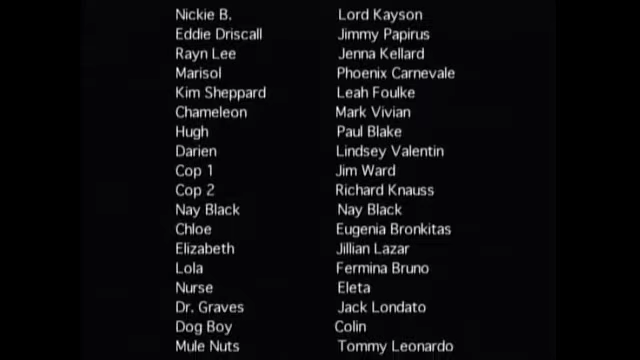 Nickie B. Lord Kayson
Eddie Driscall Jimmy Papirus
Rayn Lee Jenna Kellard
Marisol Phoenix Carnevale
Kim Sheppard Leah Foulke
Chameleon Mark Vivian
Hugh Paul Blake
Darien Lindsey Valentin
Cop 1 Jim Ward
Cop 2 Richard Knauss
Nay Black Nay Black
Chloe Eugenia Bronkitas
Elizabeth Jillian Lazar
Lola Fermina Bruno
Nurse Eleta
Dr. Graves Jack Londato
Dog Boy Colin
Mule Nuts Tommy Leonardo